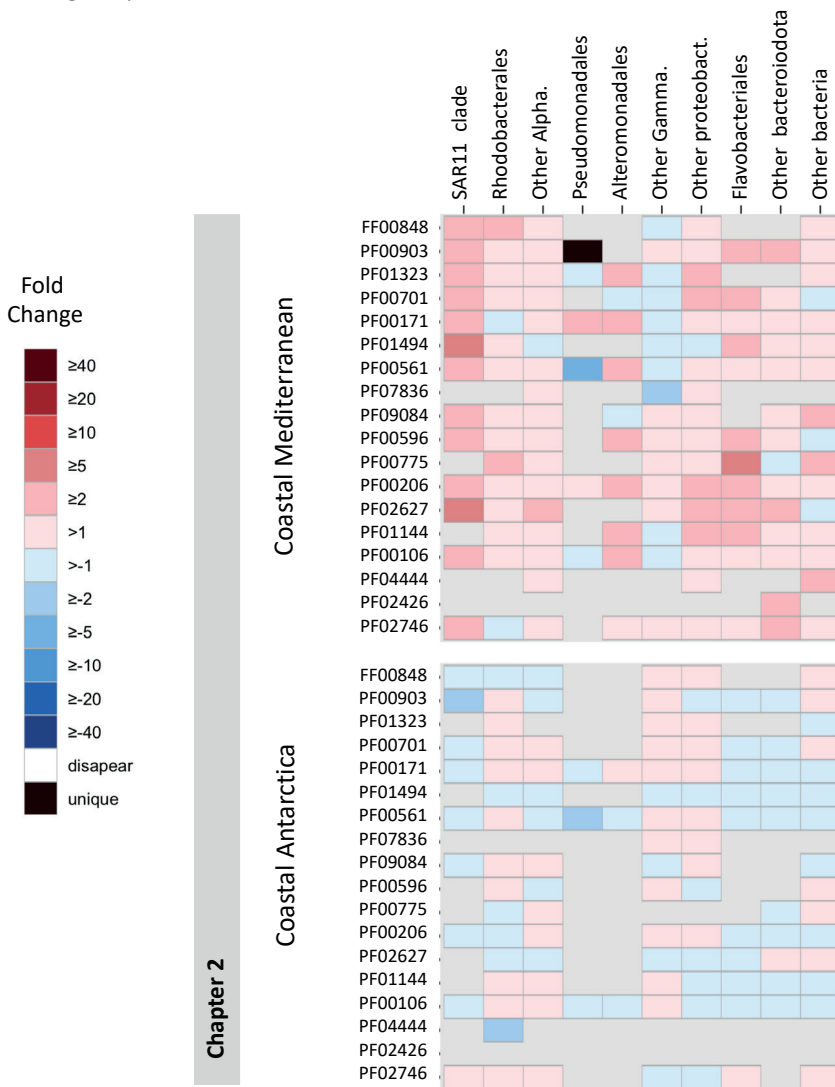 SAR11 clade
Rhodobacterales
Other Alpha.
Pseudomonadales
Alteromonadales
Other Gamma.
Other proteobact.
Flavobacteriales
Other bacteroiodota
Other bacteria
Fold
Change
≥40
≥20
≥10
≥5
≥2
>1
>-1
≥-2
≥-5
≥-10
≥-20
≥-40
disapear
unique
Chapter 2
Coastal Mediterranean
FF00848
PF00903
PF01323
PF00701
PF00171
PF01494
PF00561
PF07836
PF09084
PF00596
PF00775
PF00206
PF02627
PF01144
PF00106
PF04444
PF02426
PF02746
Coastal Antarctica
FF00848
PF00903
PF01323
PF00701
PF00171
PF01494
PF00561
PF07836
PF09084
PF00596
PF00775
PF00206
PF02627
PF01144
PF00106
PF04444
PF02426
PF02746